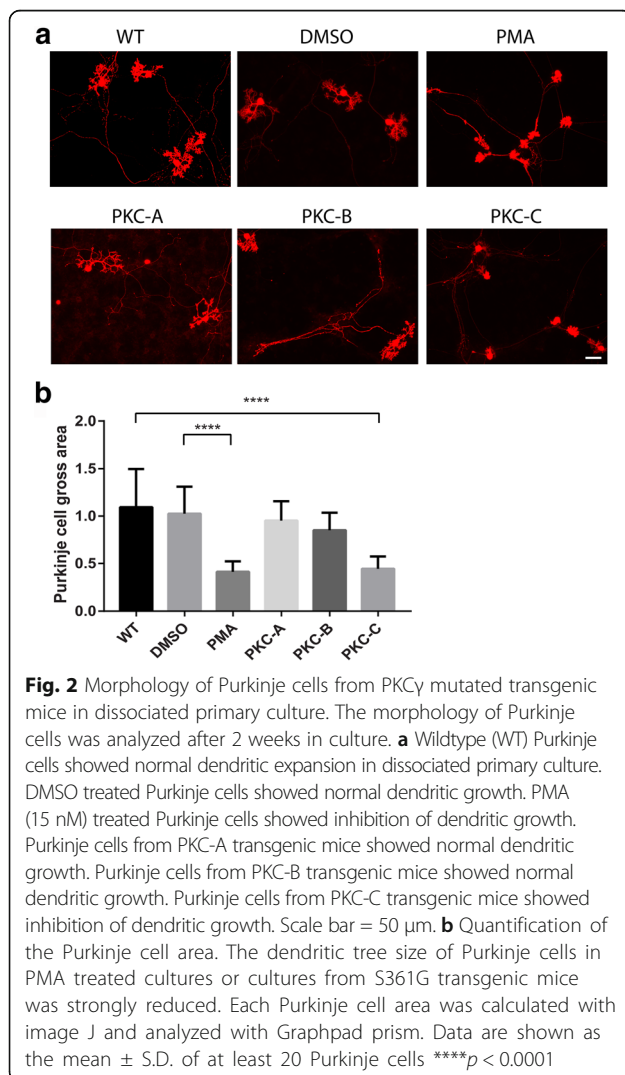 a
WT DMSO PMA
PKC-A PKC-B PKC-C
b
****
****
2.0
1.5
1.0
0.5
0.0
Purkinje cell gross area
WT DMSO PMA PKC-A PKC-B PKC-C
Fig. 2 Morphology of Purkinje cells from PKCγ mutated transgenic
mice in dissociated primary culture. The morphology of Purkinje
cells was analyzed after 2 weeks in culture. a Wildtype (WT) Purkinje
cells showed normal dendritic expansion in dissociated primary culture.
DMSO treated Purkinje cells showed normal dendritic growth. PMA
(15 nM) treated Purkinje cells showed inhibition of dendritic growth.
Purkinje cells from PKC-A transgenic mice showed normal dendritic
growth. Purkinje cells from PKC-B transgenic mice showed normal
dendritic growth. Purkinje cells from PKC-C transgenic mice showed
inhibition of dendritic growth. Scale bar = 50 μm. b Quantification of
the Purkinje cell area. The dendritic tree size of Purkinje cells in
PMA treated cultures or cultures from S361G transgenic mice
was strongly reduced. Each Purkinje cell area was calculated with
image J and analyzed with Graphpad prism. Data are shown as
the mean ± S.D. of at least 20 Purkinje cells ****p < 0.0001